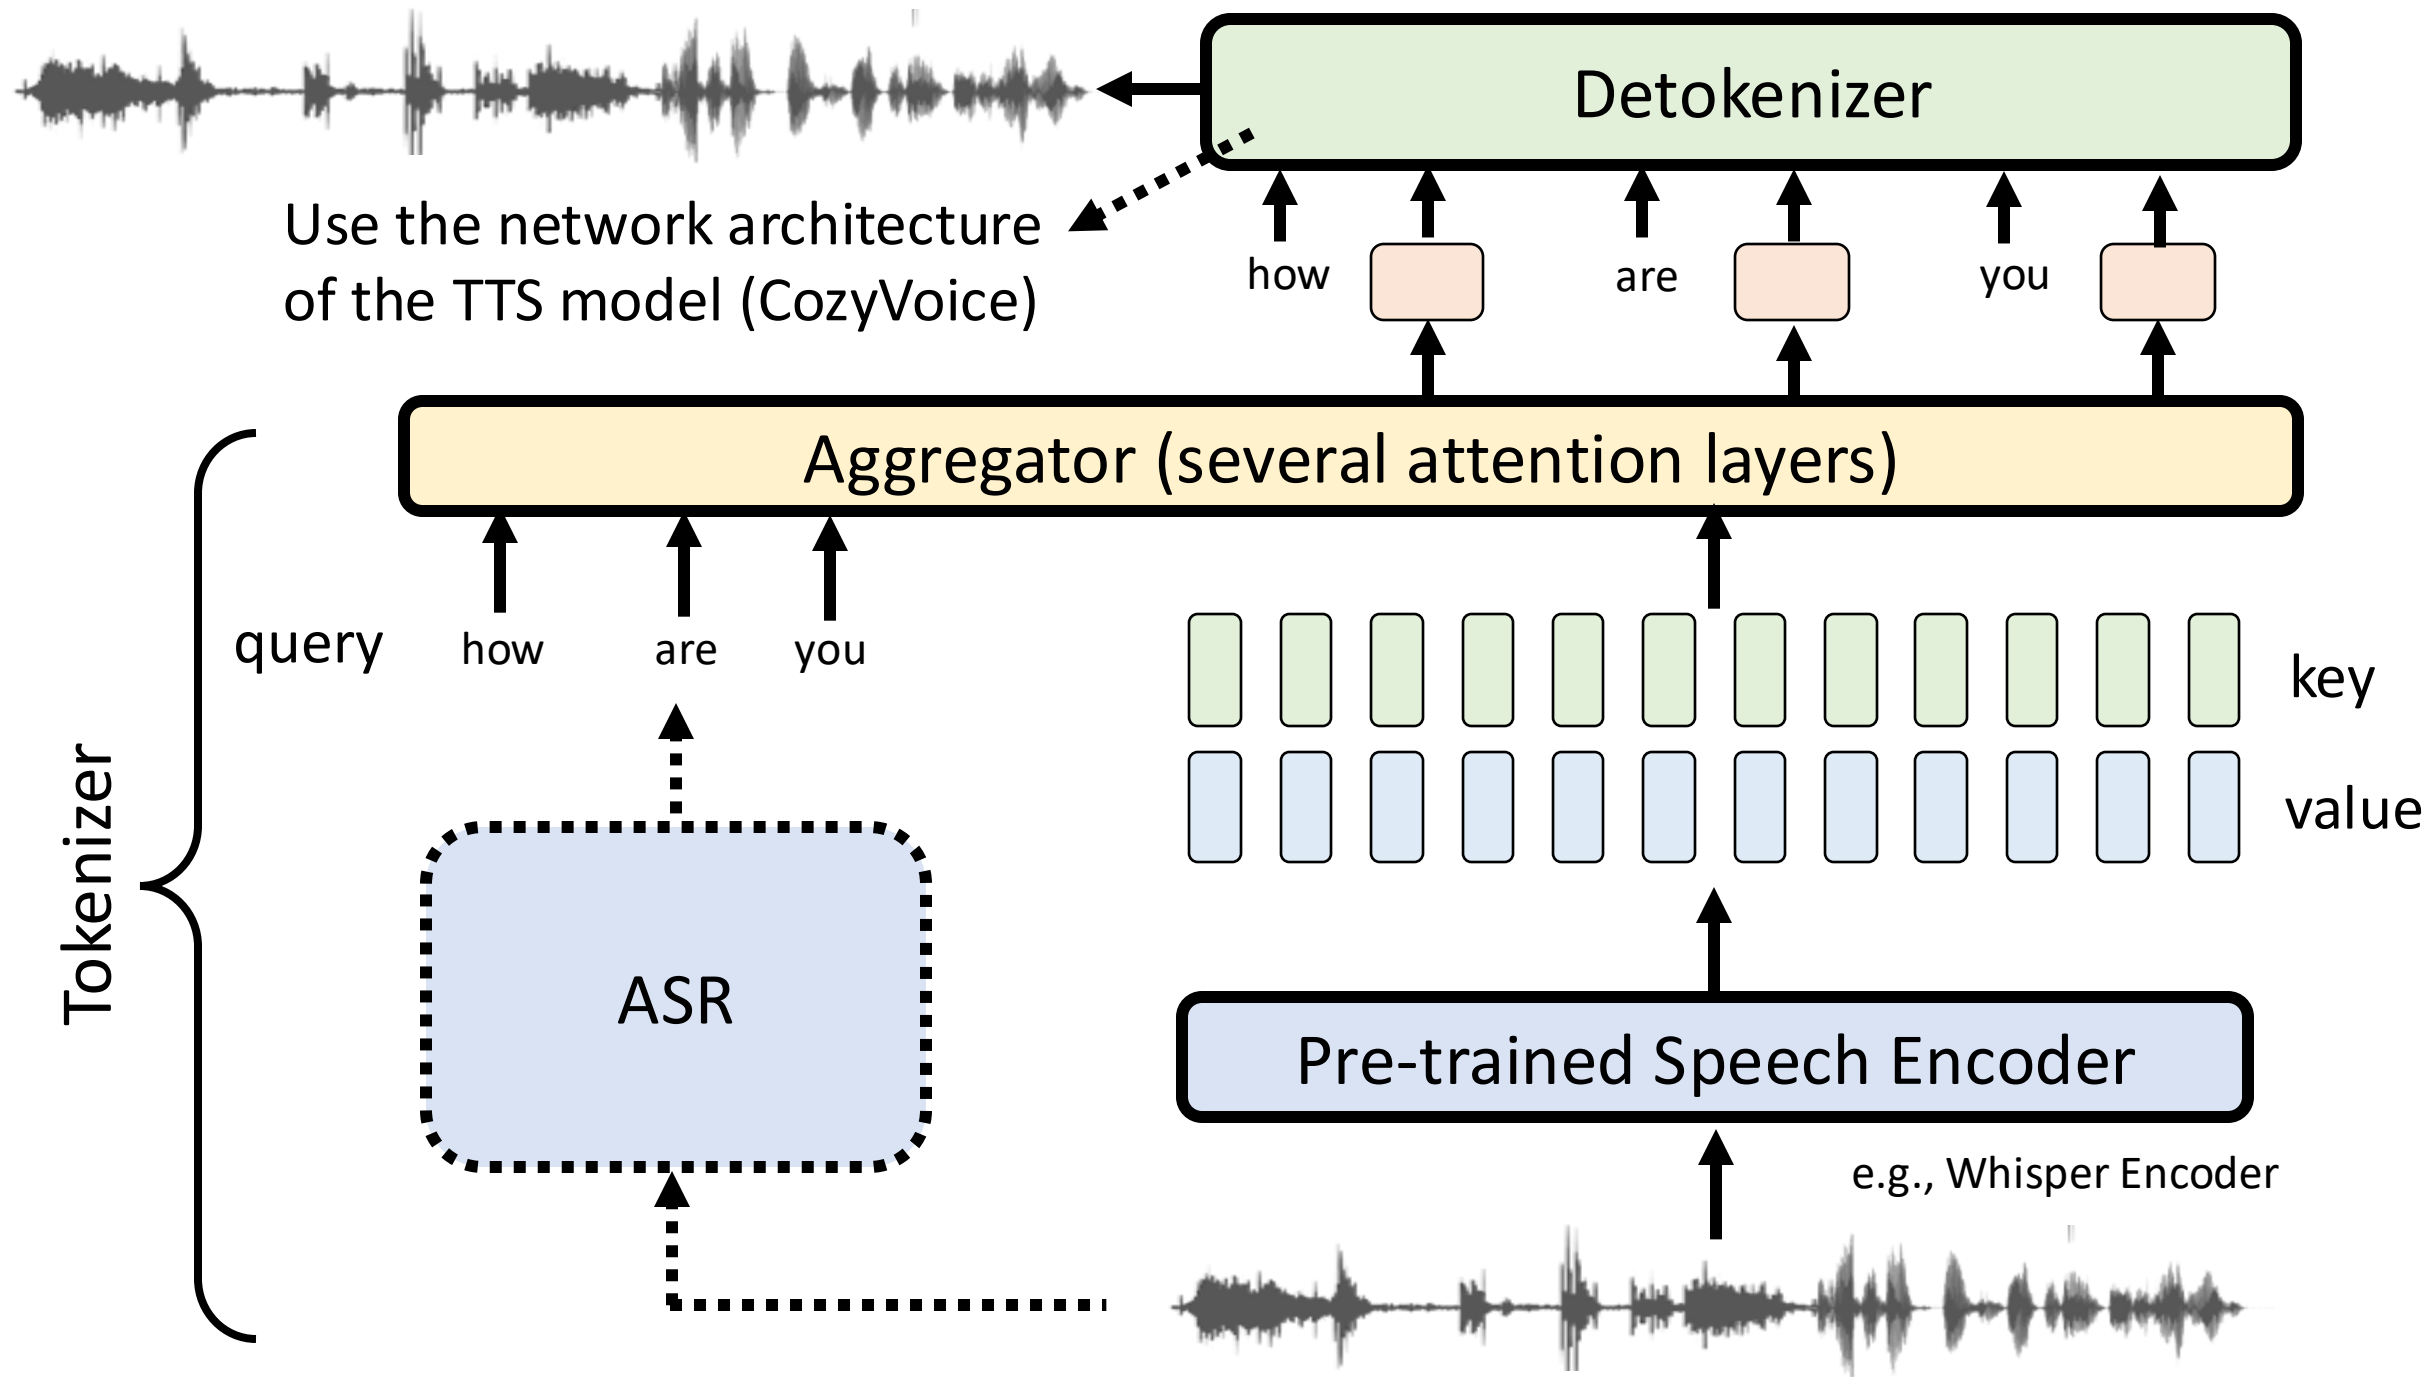 Detokenizer
Use the network architecture
of the TTS model (CozyVoice)
how are you
Aggregator (several attention layers)
query how are you
key
value
Tokenizer
ASR
Pre-trained Speech Encoder
e.g., Whisper Encoder